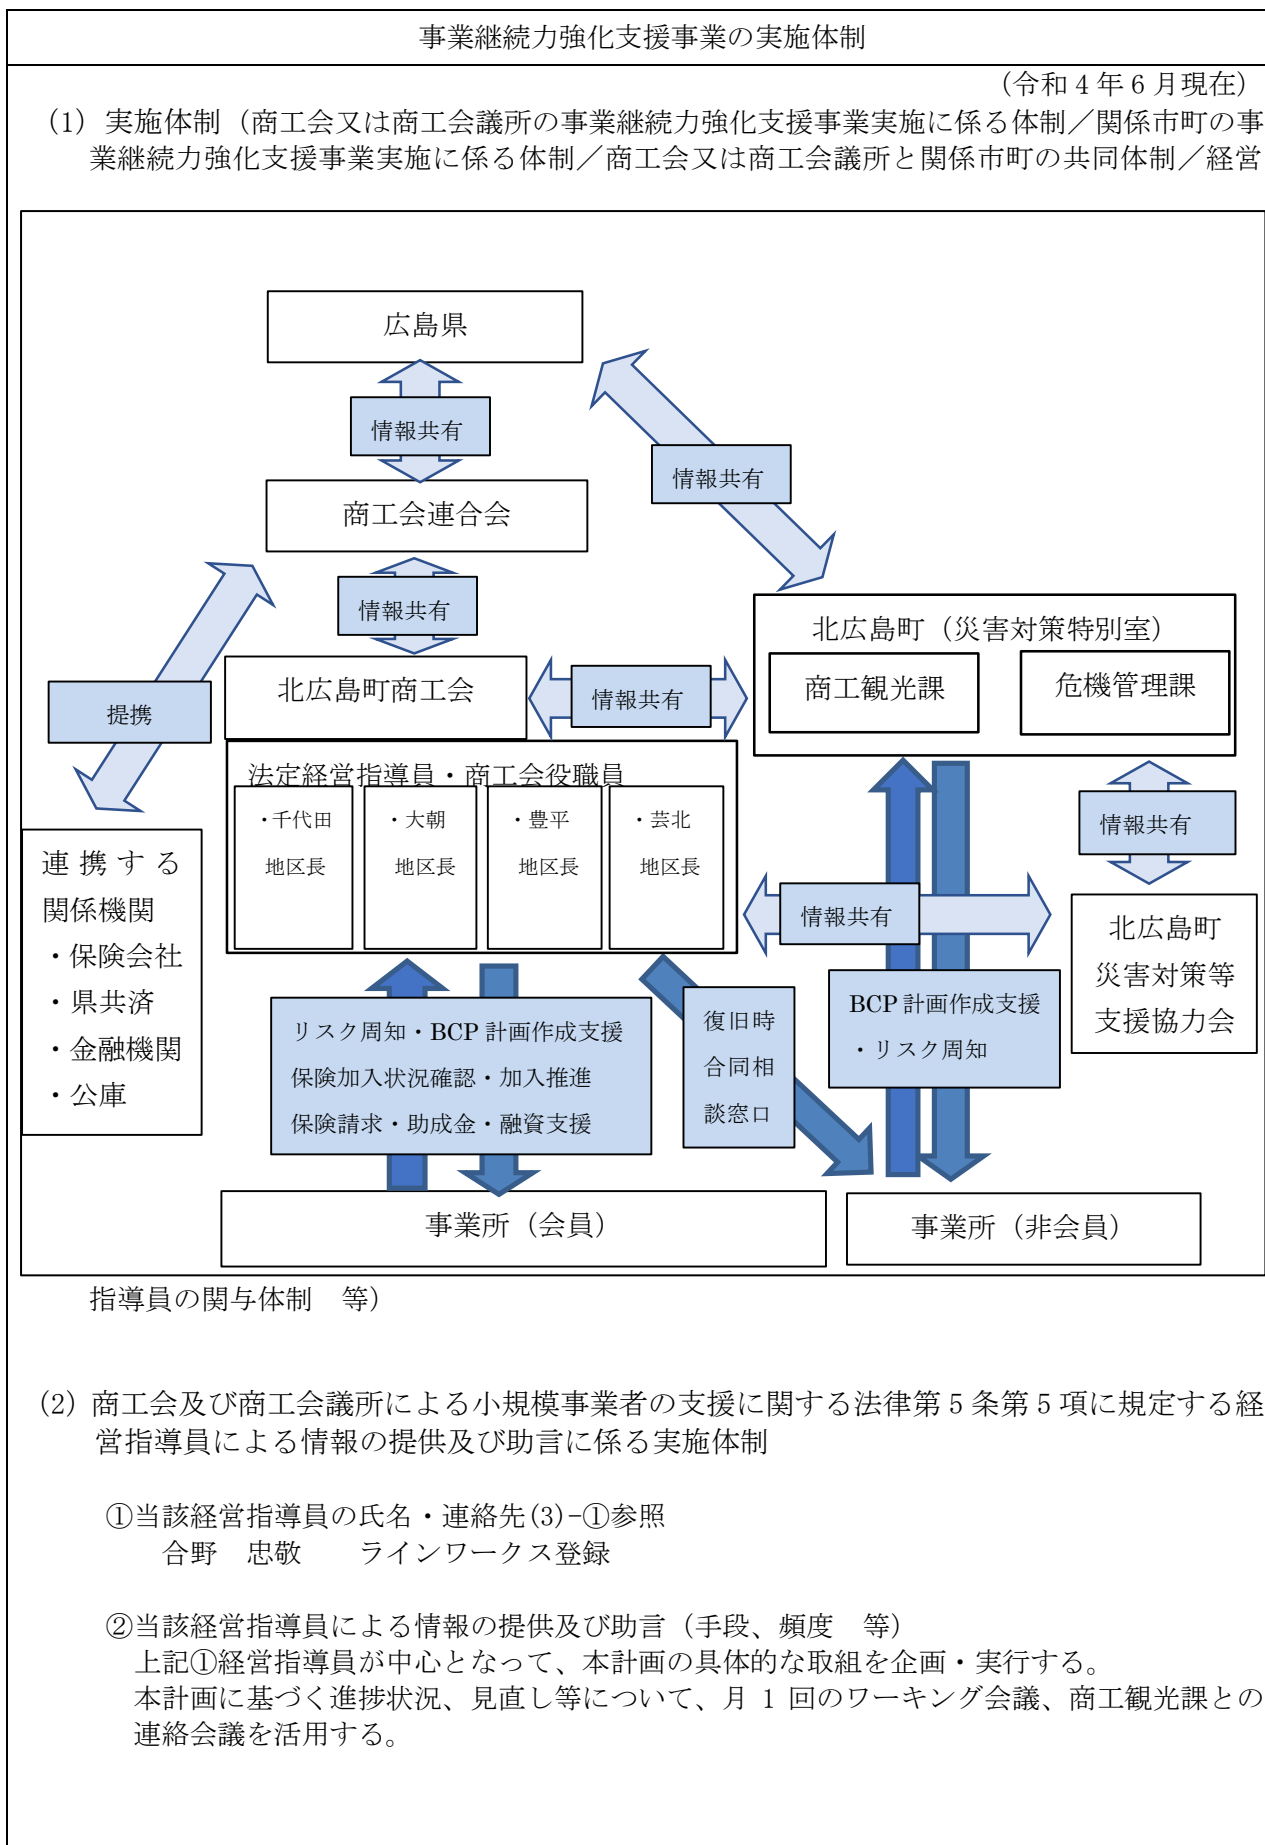 事業継続力強化支援事業の実施体制
（令和4年6月現在）
(1) 実施体制（商工会又は商工会議所の事業継続力強化支援事業実施に係る体制／関係市町の事
業継続力強化支援事業実施に係る体制／商工会又は商工会議所と関係市町の共同体制／経営
広島県
情報共有
情報共有
商工会連合会
情報共有
北広島町（災害対策特別室）
商工観光課
危機管理課
北広島町商工会
情報共有
提携
法定経営指導員・商工会役職員
・千代田
地区長
・大朝
地区長
・豊平
地区長
・芸北
地区長
情報共有
連携する
関係機関
・保険会社
・県共済
・金融機関
・公庫
情報共有
北広島町
災害対策等
支援協力会
リスク周知・BCP計画作成支援
保険加入状況確認・加入推進
保険請求・助成金・融資支援
復旧時
合同相
談窓口
BCP計画作成支援
・リスク周知
事業所（会員）
事業所（非会員）
指導員の関与体制　等）
(2) 商工会及び商工会議所による小規模事業者の支援に関する法律第5条第5項に規定する経
営指導員による情報の提供及び助言に係る実施体制
①当該経営指導員の氏名・連絡先(3)-①参照
合野　忠敬　　ラインワークス登録
②当該経営指導員による情報の提供及び助言（手段、頻度　等）
上記①経営指導員が中心となって、本計画の具体的な取組を企画・実行する。
本計画に基づく進捗状況、見直し等について、月1回のワーキング会議、商工観光課との
連絡会議を活用する。